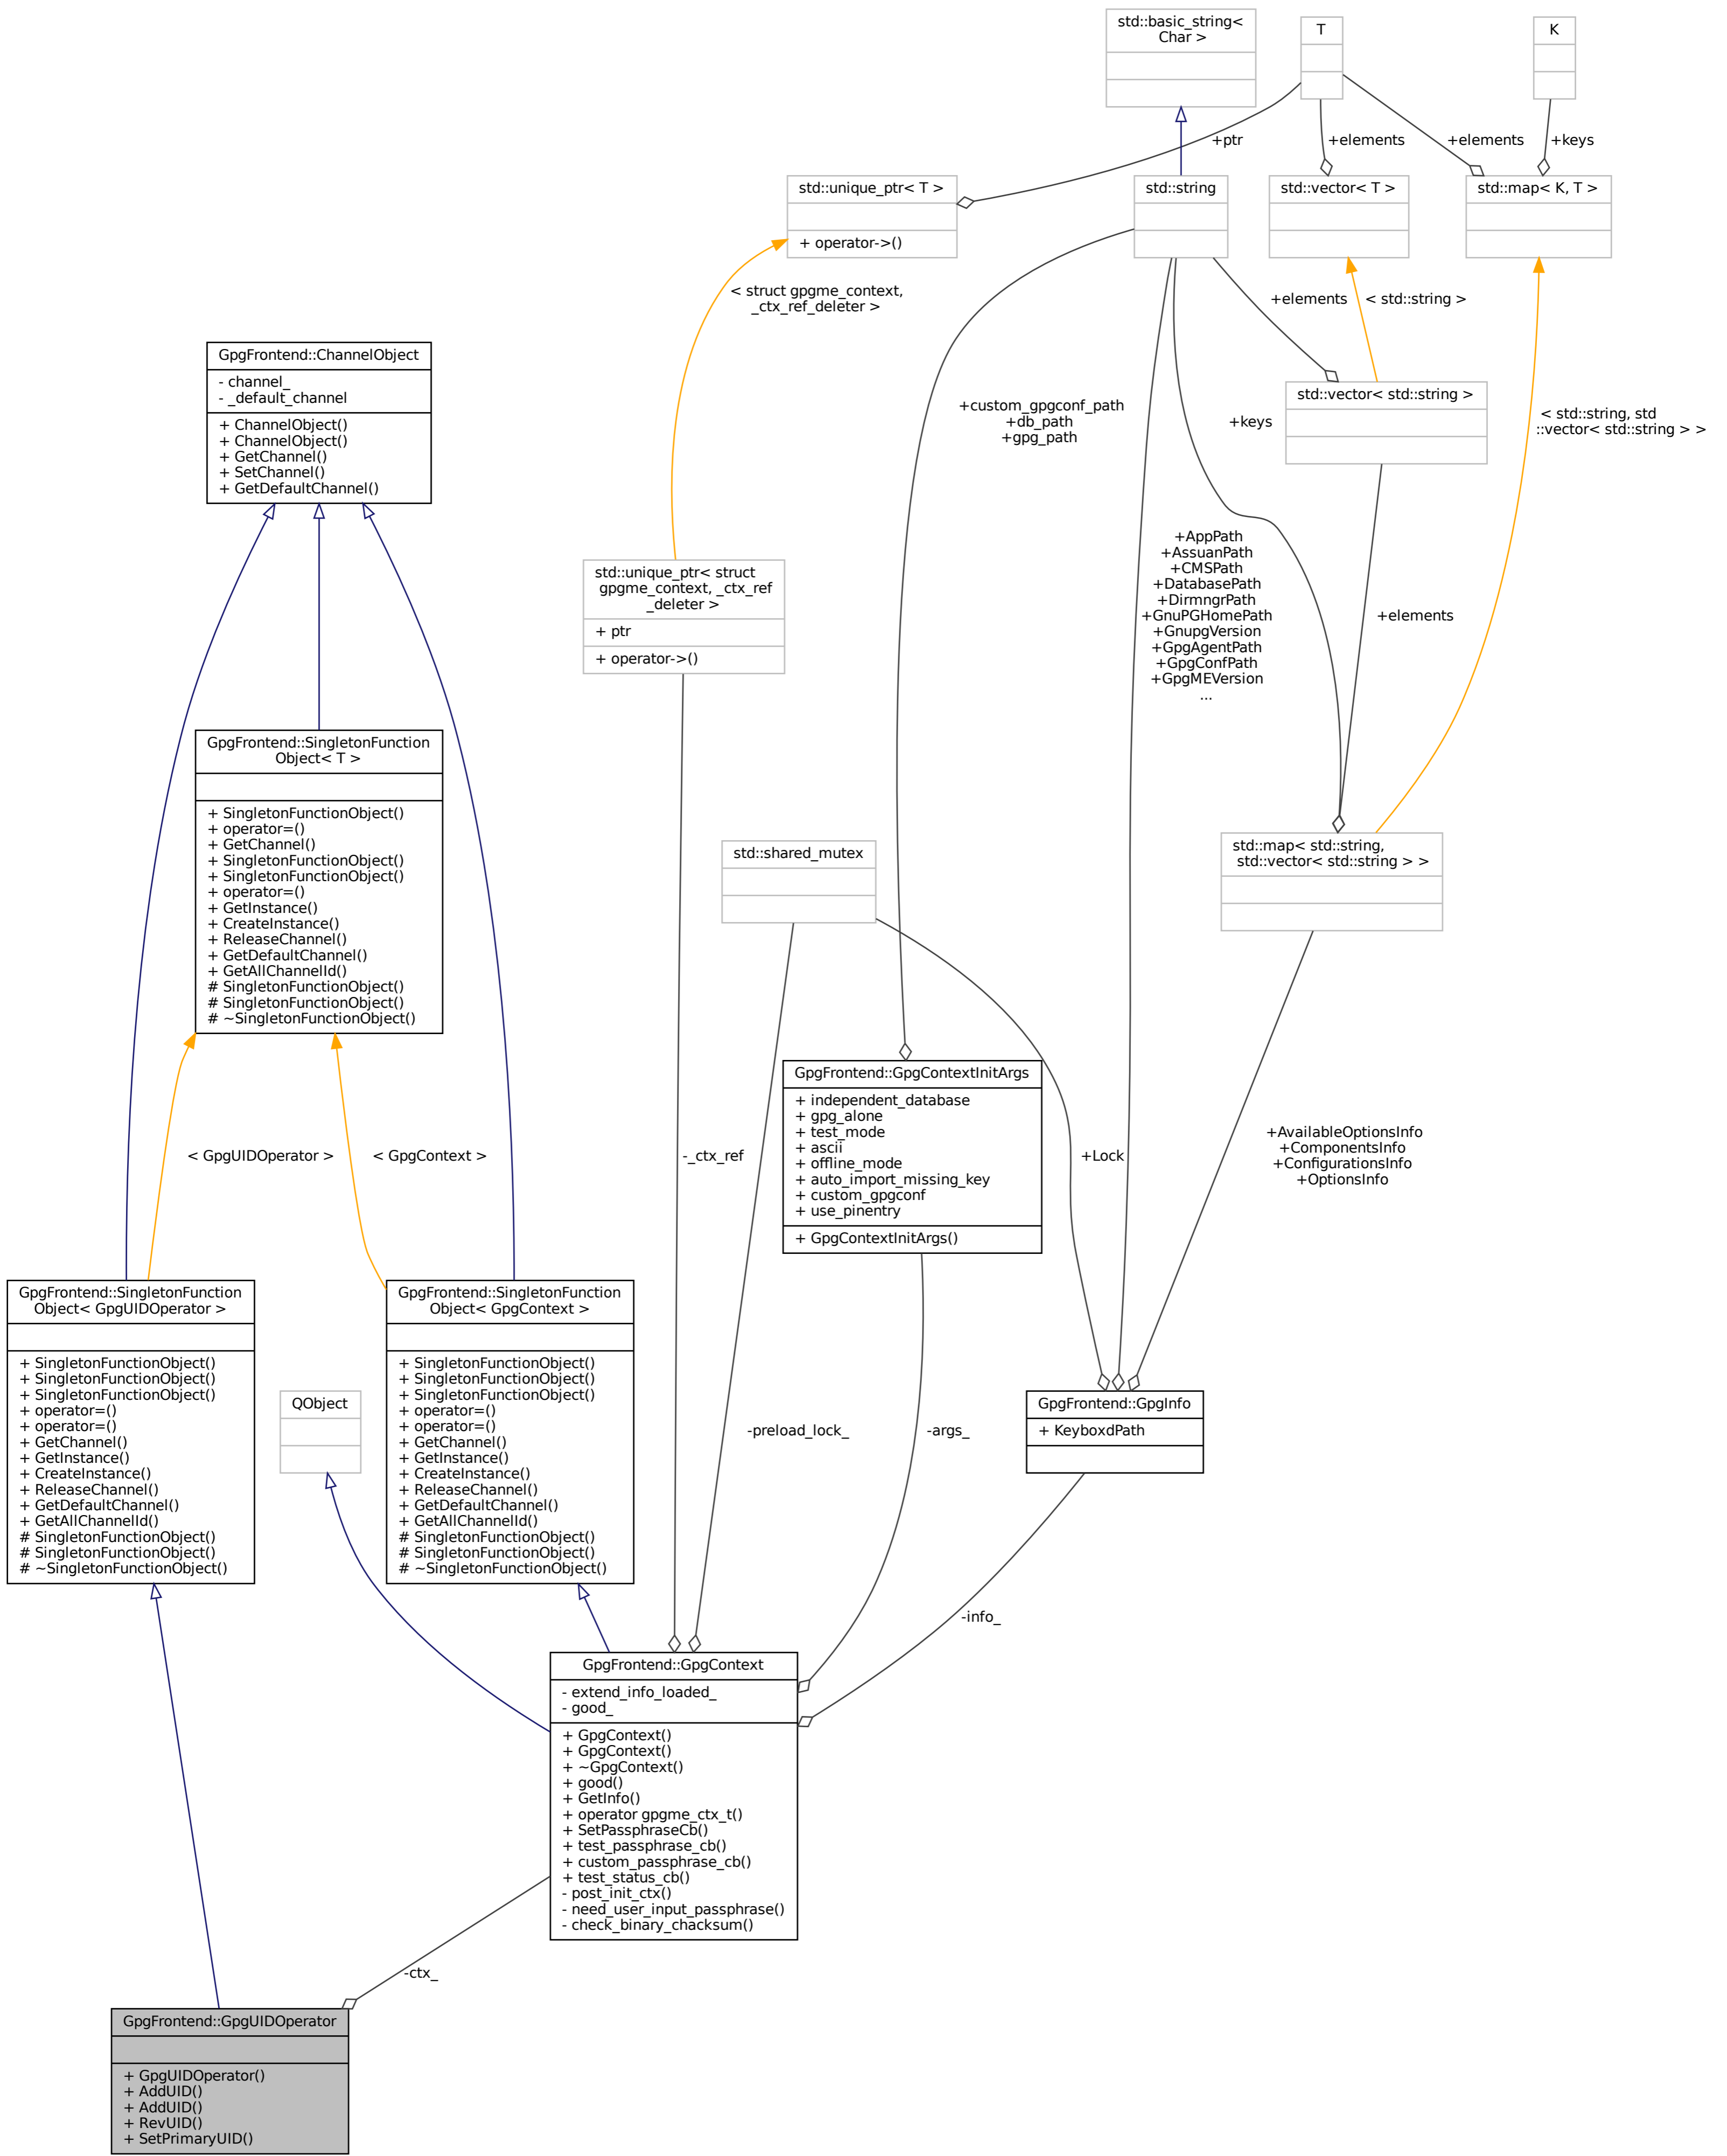 std::basic_string<
Char >
T
K
+ptr
+elements
+elements
+keys
std::unique_ptr< T >
+ operator->()
std::string
std::vector< T >
std::map< K, T >
< struct gpgme_context,
_ctx_ref_deleter >
+elements
< std::string >
GpgFrontend::ChannelObject
- channel_
- _default_channel
+ ChannelObject()
+ ChannelObject()
+ GetChannel()
+ SetChannel()
+ GetDefaultChannel()
+custom_gpgconf_path
+db_path
+gpg_path
+keys
std::vector< std::string >
< std::string, std
::vector< std::string > >
std::unique_ptr< struct
gpgme_context, _ctx_ref
_deleter >
+ ptr
+ operator->()
+AppPath
+AssuanPath
+CMSPath
+DatabasePath
+DirmngrPath
+GnuPGHomePath
+GnupgVersion
+GpgAgentPath
+GpgConfPath
+GpgMEVersion
...
+elements
GpgFrontend::SingletonFunction
Object< T >
+ SingletonFunctionObject()
+ operator=()
+ GetChannel()
+ SingletonFunctionObject()
+ SingletonFunctionObject()
+ operator=()
+ GetInstance()
+ CreateInstance()
+ ReleaseChannel()
+ GetDefaultChannel()
+ GetAllChannelId()
# SingletonFunctionObject()
# SingletonFunctionObject()
# ~SingletonFunctionObject()
std::shared_mutex
std::map< std::string,
std::vector< std::string > >
GpgFrontend::GpgContextInitArgs
+ independent_database
+ gpg_alone
+ test_mode
+ ascii
+ offline_mode
+ auto_import_missing_key
+ custom_gpgconf
+ use_pinentry
+ GpgContextInitArgs()
< GpgUIDOperator >
< GpgContext >
-_ctx_ref
+Lock
+AvailableOptionsInfo
+ComponentsInfo
+ConfigurationsInfo
+OptionsInfo
GpgFrontend::SingletonFunction
Object< GpgUIDOperator >
+ SingletonFunctionObject()
+ SingletonFunctionObject()
+ SingletonFunctionObject()
+ operator=()
+ operator=()
+ GetChannel()
+ GetInstance()
+ CreateInstance()
+ ReleaseChannel()
+ GetDefaultChannel()
+ GetAllChannelId()
# SingletonFunctionObject()
# SingletonFunctionObject()
# ~SingletonFunctionObject()
QObject
GpgFrontend::SingletonFunction
Object< GpgContext >
+ SingletonFunctionObject()
+ SingletonFunctionObject()
+ SingletonFunctionObject()
+ operator=()
+ operator=()
+ GetChannel()
+ GetInstance()
+ CreateInstance()
+ ReleaseChannel()
+ GetDefaultChannel()
+ GetAllChannelId()
# SingletonFunctionObject()
# SingletonFunctionObject()
# ~SingletonFunctionObject()
-preload_lock_
-args_
GpgFrontend::GpgInfo
+ KeyboxdPath
-info_
GpgFrontend::GpgContext
- extend_info_loaded_
- good_
+ GpgContext()
+ GpgContext()
+ ~GpgContext()
+ good()
+ GetInfo()
+ operator gpgme_ctx_t()
+ SetPassphraseCb()
+ test_passphrase_cb()
+ custom_passphrase_cb()
+ test_status_cb()
- post_init_ctx()
- need_user_input_passphrase()
- check_binary_chacksum()
-ctx_
GpgFrontend::GpgUIDOperator
+ GpgUIDOperator()
+ AddUID()
+ AddUID()
+ RevUID()
+ SetPrimaryUID()